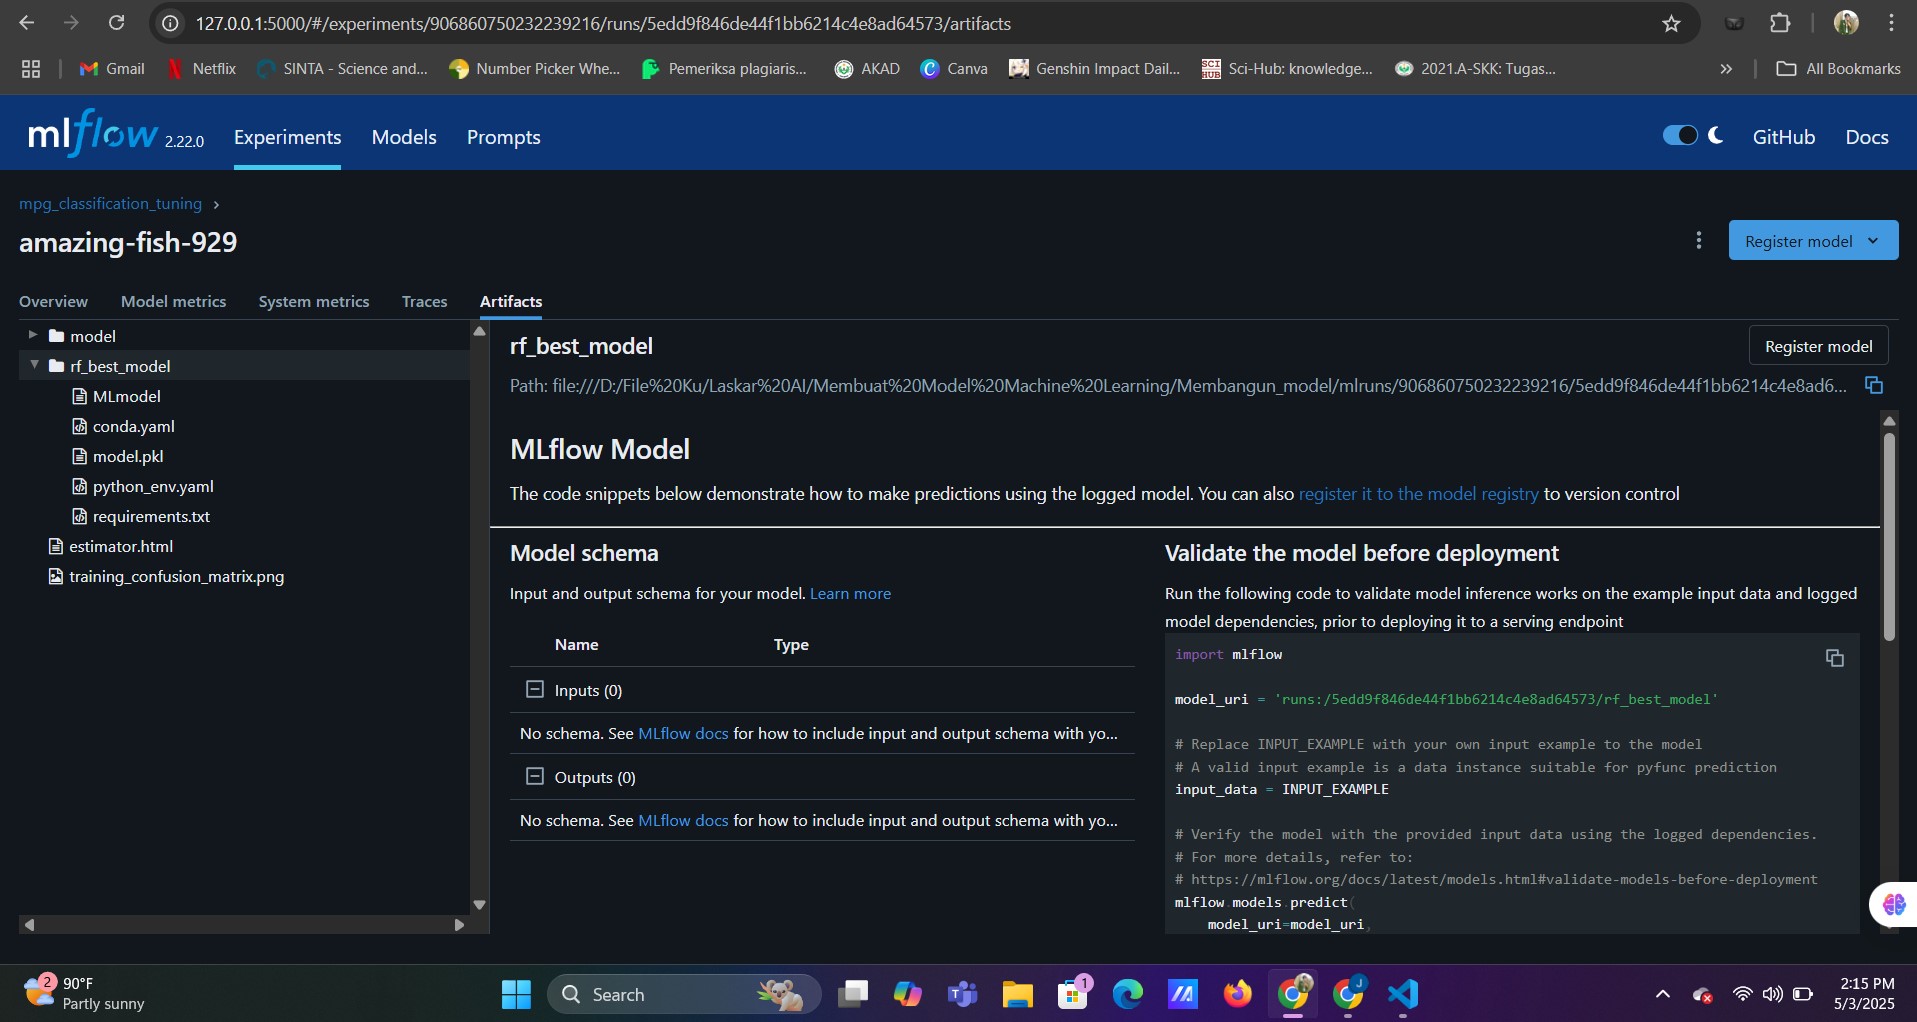 127.0.0.1:5000/#/experiments/906860750232239216/runs/5edd9f846de44f1bb6214c4e8ad64573/artifacts
Gmail
Netflix
SINTA - Science and...
Number Picker Whe...
Pemeriksa plagiaris...
AKAD
Canva
Genshin Impact Dail...
SCI HUB
Sci-Hub: knowledge...
2021.A-SKK: Tugas...
»
All Bookmarks
mlflow 2.22.0
Experiments
Models
Prompts
GitHub
Docs
mpg_classification_tuning ›
amazing-fish-929
Register model
Overview
Model metrics
System metrics
Traces
Artifacts
model
rf_best_model
MLmodel
conda.yaml
model.pkl
python_env.yaml
requirements.txt
estimator.html
training_confusion_matrix.png
rf_best_model
Register model
Path: file:///D:/File%20Ku/Laskar%20AI/Membuat%20Model%20Machine%20Learning/Membangun_model/mlruns/906860750232239216/5edd9f846de44f1bb6214c4e8ad6...
MLflow Model
The code snippets below demonstrate how to make predictions using the logged model. You can also register it to the model registry to version control
Model schema
Input and output schema for your model. Learn more
Name Type
Inputs (0)
No schema. See MLflow docs for how to include input and output schema with yo...
Outputs (0)
No schema. See MLflow docs for how to include input and output schema with yo...
Validate the model before deployment
Run the following code to validate model inference works on the example input data and logged
model dependencies, prior to deploying it to a serving endpoint
import mlflow
model_uri = 'runs:/5edd9f846de44f1bb6214c4e8ad64573/rf_best_model'
# Replace INPUT_EXAMPLE with your own input example to the model
# A valid input example is a data instance suitable for pyfunc prediction
input_data = INPUT_EXAMPLE
# Verify the model with the provided input data using the logged dependencies.
# For more details, refer to:
# https://mlflow.org/docs/latest/models.html#validate-models-before-deployment
mlflow.models.predict(
model_uri=model_uri,
2
90°F
Partly sunny
Search
1
J
2:15 PM
5/3/2025